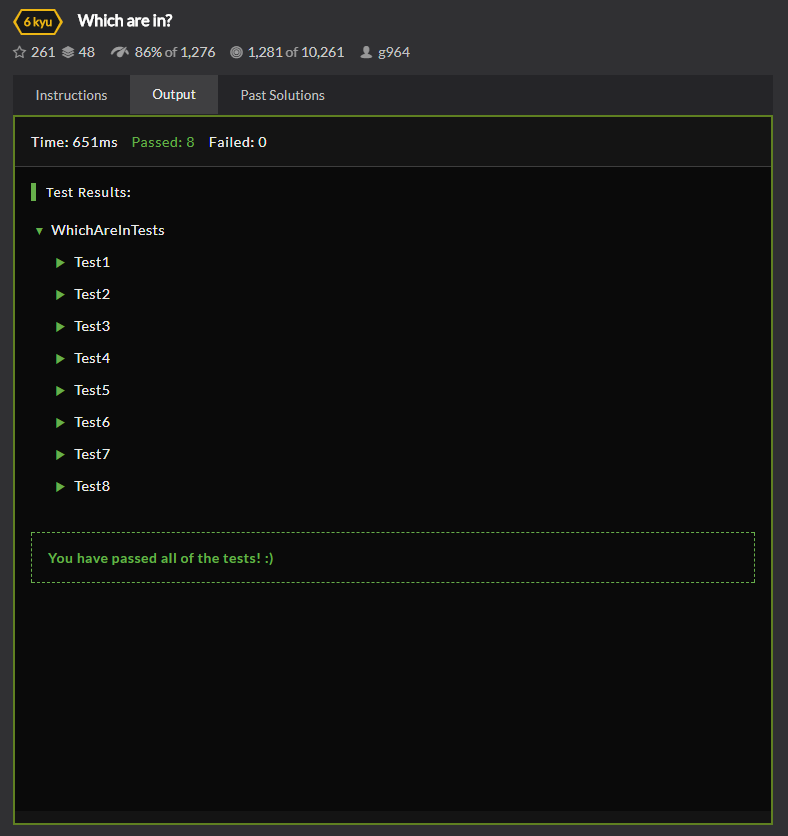 6 kyu Which are in?
261 48 86% of 1,276 1,281 of 10,261 g964
Instructions Output Past Solutions
Time: 651ms Passed: 8 Failed: 0
Test Results:
WhichAreInTests
Test1
Test2
Test3
Test4
Test5
Test6
Test7
Test8
You have passed all of the tests! :)